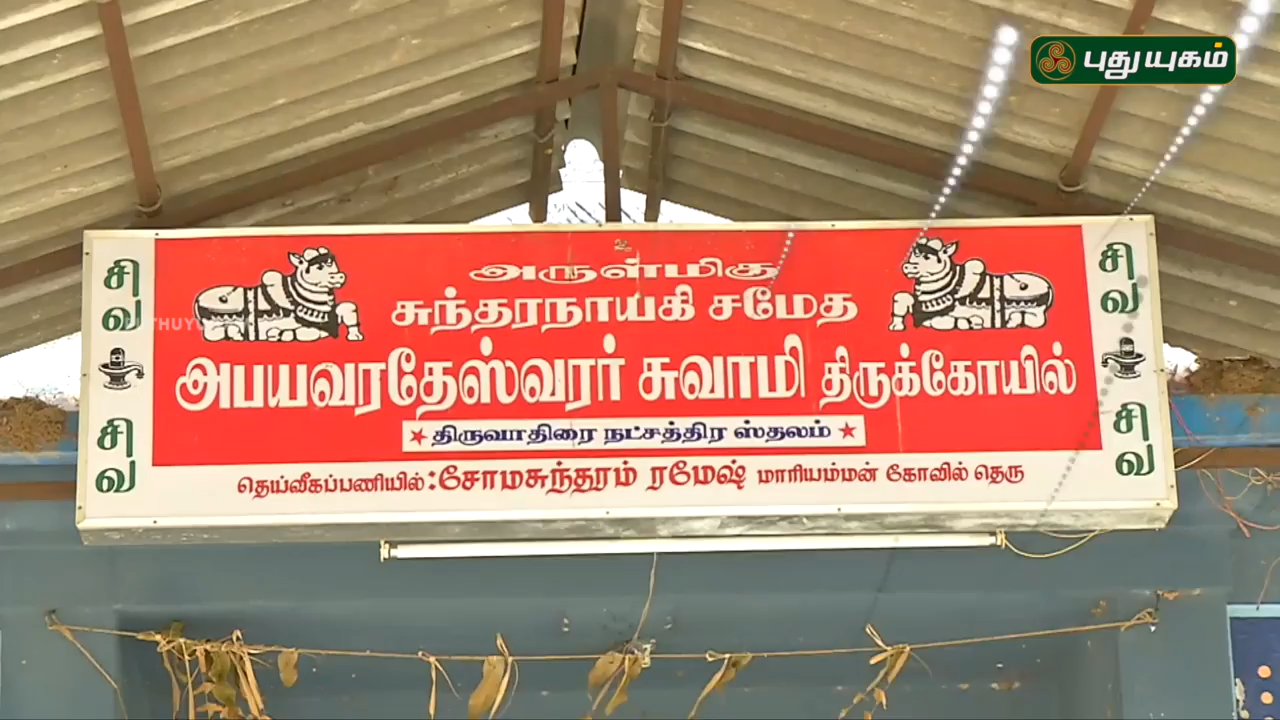 புதுயுகம்
உ
அருள்மிகு
சுந்தரநாயகி சமேத
அபயவரதேஸ்வரர் சுவாமி திருக்கோயில்
திருவாதிரை நட்சத்திர ஸ்தலம்
தெய்வீகப்பணியில் : சோமசுந்தரம் ரமேஷ் மாரியம்மன் கோவில் தெரு
சிவ
சிவ
சிவ
சிவ